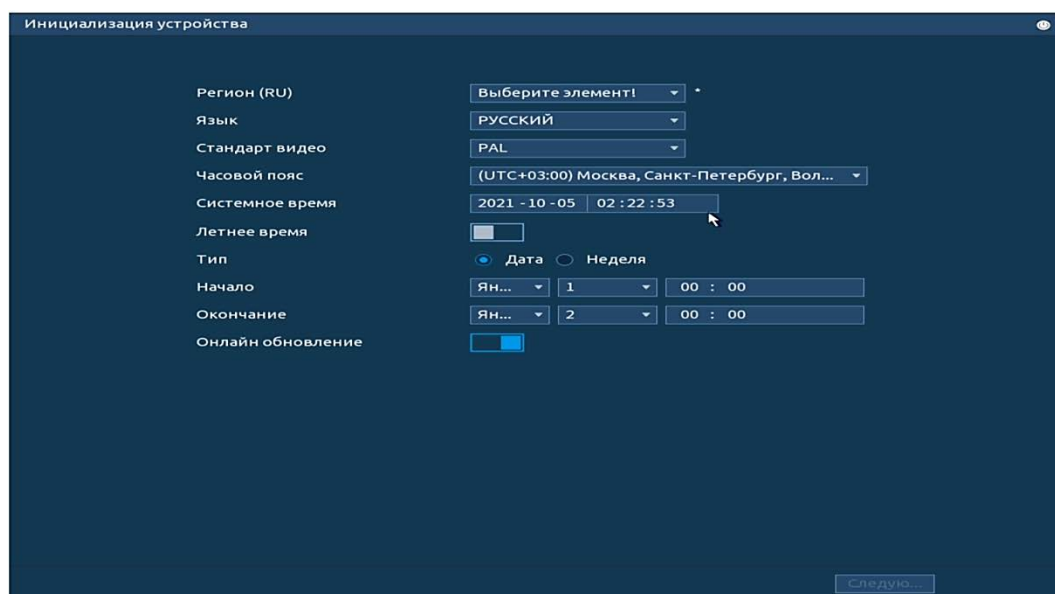 Инициализация устройства
Регион (RU) Выберите элемент! *
Язык РУССКИЙ
Стандарт видео PAL
Часовой пояс (UTC+03:00) Москва, Санкт-Петербург, Вол...
Системное время 2021 - 10 - 05 02 : 22 : 53
Летнее время
Тип Дата Неделя
Начало Ян... 1 00 : 00
Окончание Ян... 2 00 : 00
Онлайн обновление
Следую...